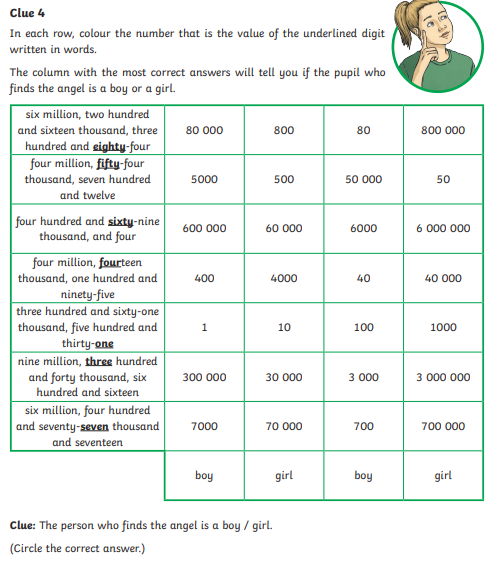 Clue 4
In each row, colour the number that is the value of the underlined digit
written in words.
The column with the most correct answers will tell you if the pupil who
finds the angel is a boy or a girl.
six million, two hundred
and sixteen thousand, three
hundred and eighty-four
80 000
800
80
800 000
four million, fifty-four
thousand, seven hundred
and twelve
5000
500
50 000
50
four hundred and sixty-nine
thousand, and four
600 000
60 000
6000
6 000 000
four million, fourteen
thousand, one hundred and
ninety-five
400
4000
40
40 000
three hundred and sixty-one
thousand, five hundred and
thirty-one
1
10
100
1000
nine million, three hundred
and forty thousand, six
hundred and sixteen
300 000
30 000
3 000
3 000 000
six million, four hundred
and seventy-seven thousand
and seventeen
7000
70 000
700
700 000
boy
girl
boy
girl
Clue: The person who finds the angel is a boy / girl.
(Circle the correct answer.)